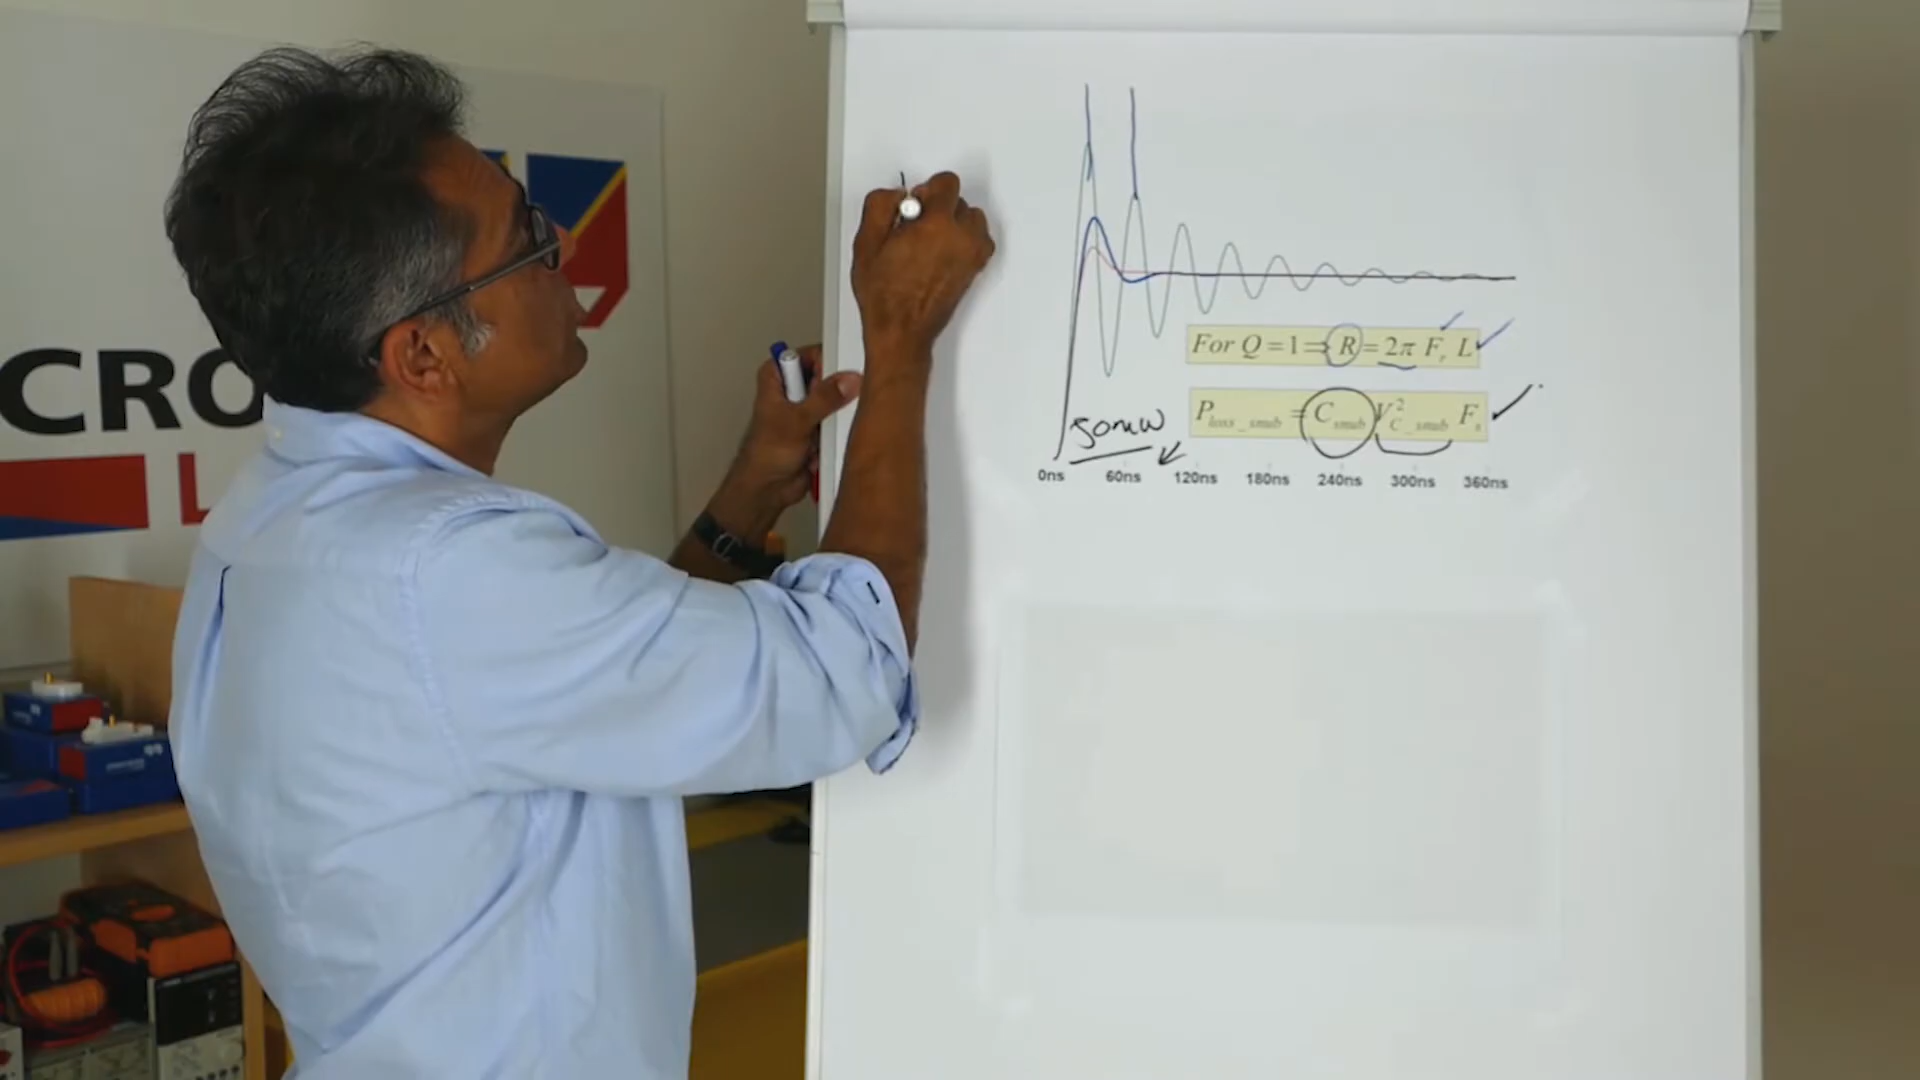 CRO
L
For Q = 1 ⇒ R = 2π F_r L
P_loss_snub = C_snub V²_C_snub F_s
50mW
0ns 60ns 120ns 180ns 240ns 300ns 360ns